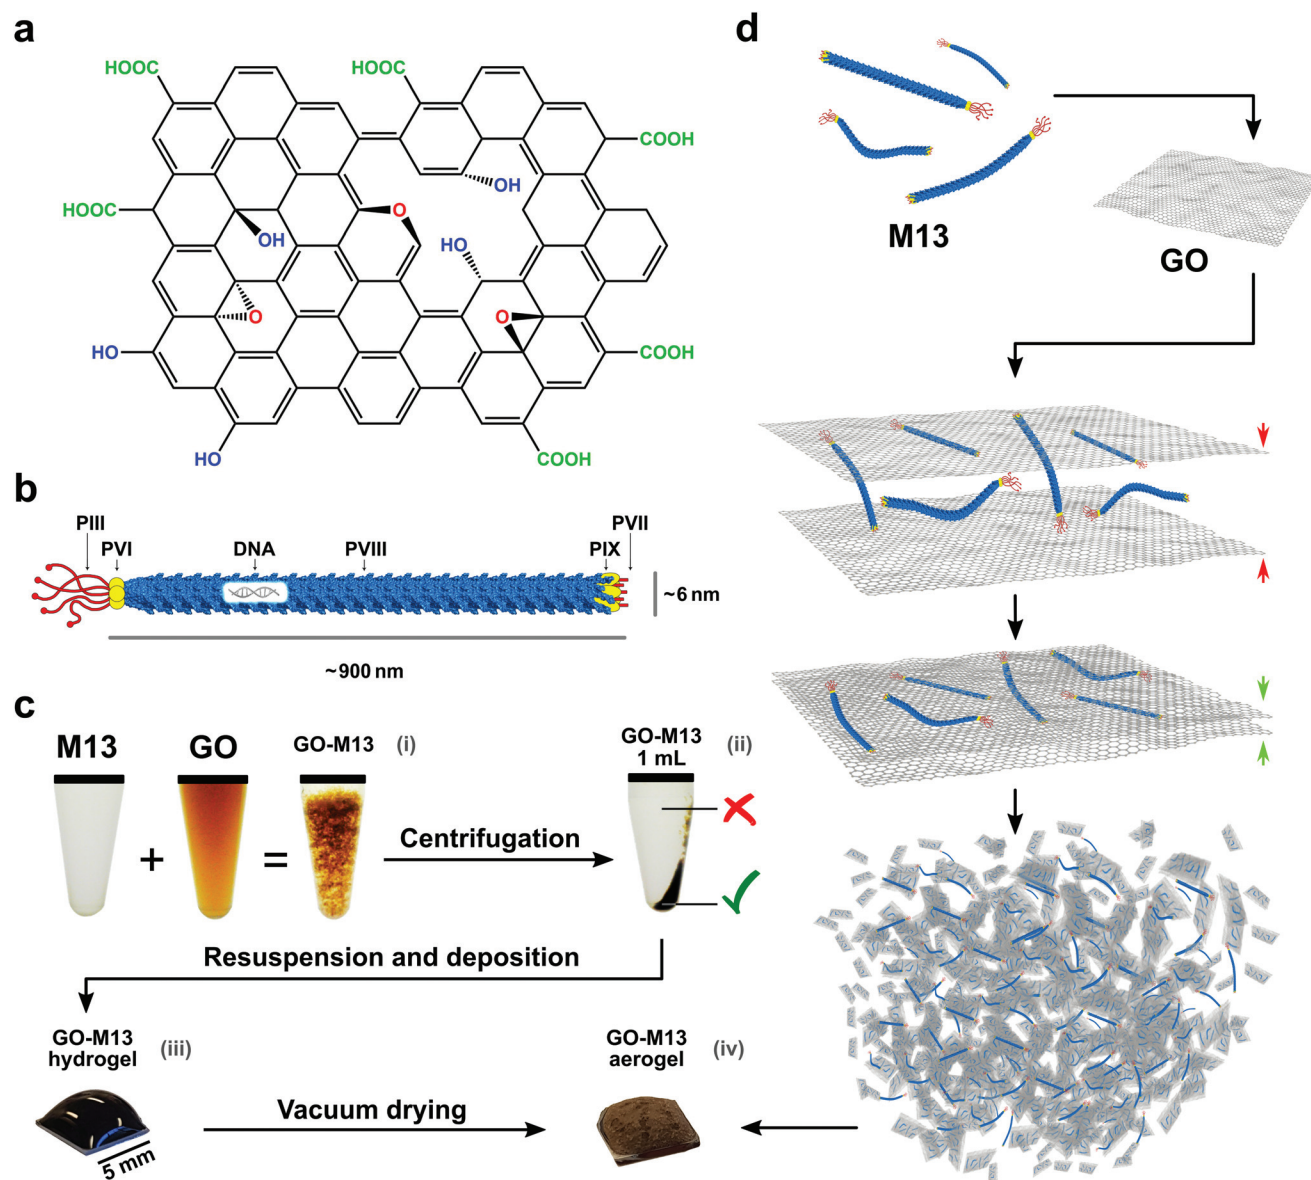 a
HOOC
HOOC
COOH
OH
HOOC
O
OH
HO
O
O
HO
COOH
HO
COOH
b
PIII
PVI
DNA
PVIII
PIX
PVII
~6 nm
~900 nm
c
M13
GO
GO-M13
(i)
GO-M13
1 mL
(ii)
+
=
Centrifugation
Resuspension and deposition
GO-M13
hydrogel
(iii)
Vacuum drying
GO-M13
aerogel
(iv)
5 mm
d
M13
GO